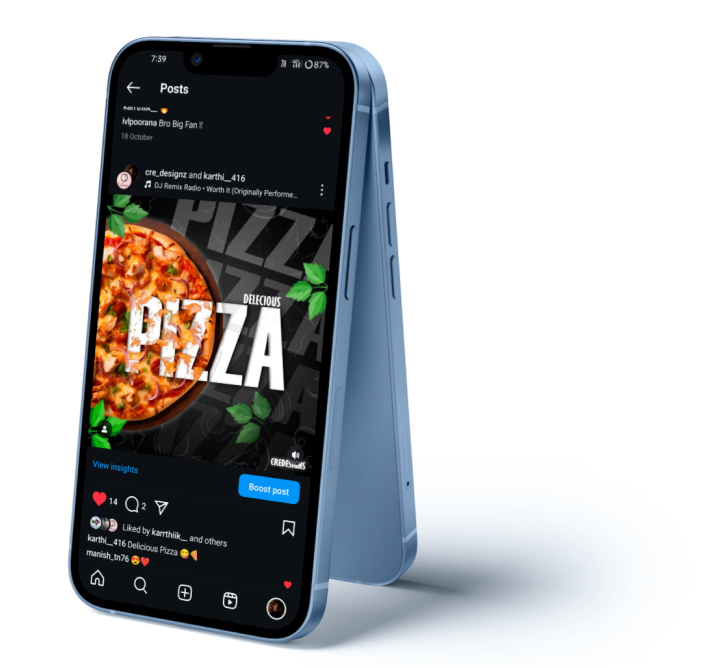 7:39
87%
Posts
ivlpoorana Bro Big Fan !!
18 October
cre_designz and karthi__416
DJ Remix Radio • Worth It (Originally Performe...
PIZZA
DELECIOUS
PIZZA
CREDESIGNS
View insights
Boost post
14
2
Liked by karrthiik__ and others
karthi__416 Delicious Pizza 😋🍕
manish_tn76 😍❤️